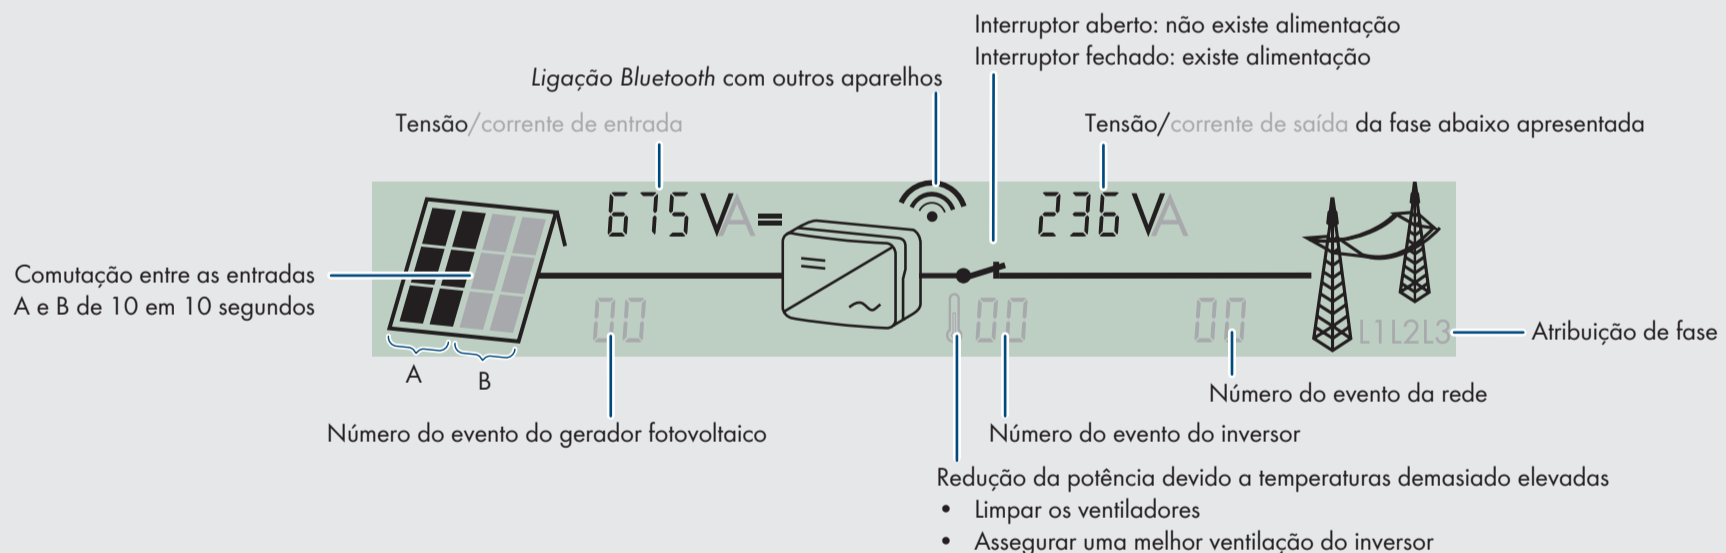 Interruptor aberto: não existe alimentação
Interruptor fechado: existe alimentação
Ligação Bluetooth com outros aparelhos
Tensão/corrente de entrada
Tensão/corrente de saída da fase abaixo apresentada
675 VA =
236 VA
Comutação entre as entradas
A e B de 10 em 10 segundos
00
00
00
L1L2L3
Atribuição de fase
A
B
Número do evento da rede
Número do evento do gerador fotovoltaico
Número do evento do inversor
Redução da potência devido a temperaturas demasiado elevadas
• Limpar os ventiladores
• Assegurar uma melhor ventilação do inversor